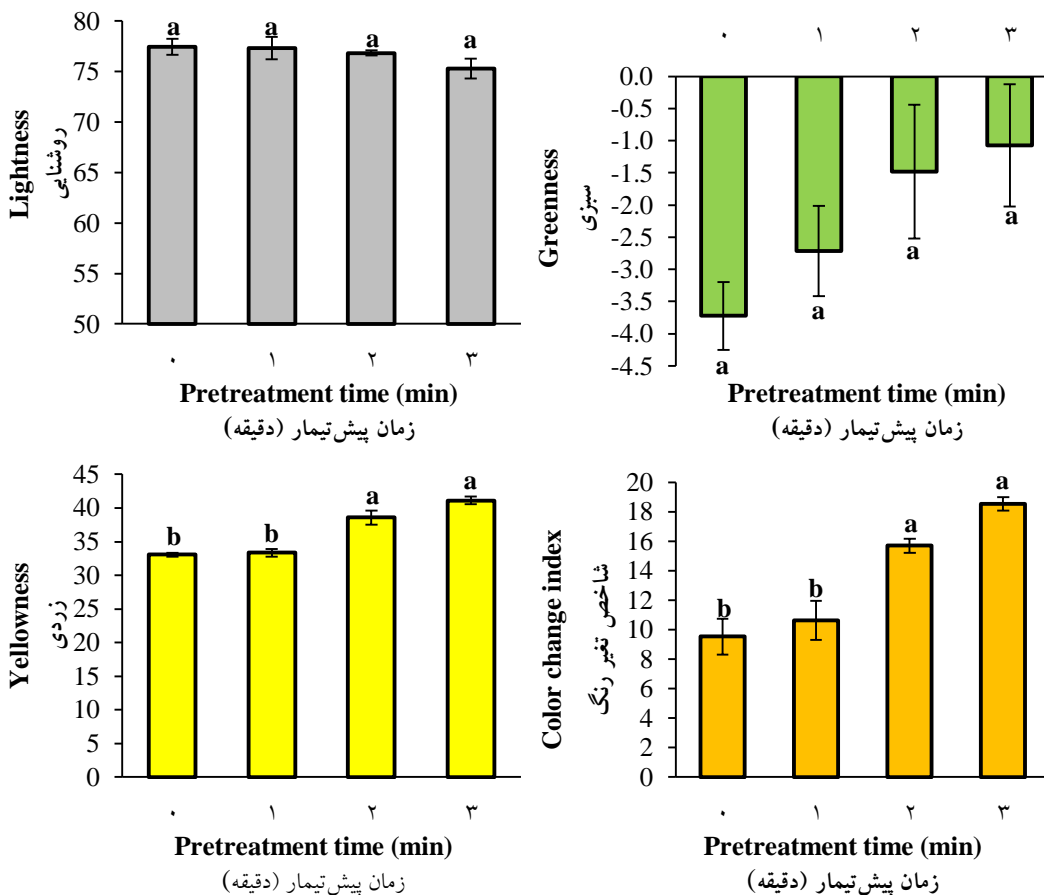 80
75
70
65
60
55
50
Lightness
روشنایی
a
a
a
a
۰ ۱ ۲ ۳
Pretreatment time (min)
زمان پیش‌تیمار (دقیقه)
۰ ۱ ۲ ۳
0.0
-0.5
-1.0
-1.5
-2.0
-2.5
-3.0
-3.5
-4.0
-4.5
Greenness
سبزی
a
a
a
a
Pretreatment time (min)
زمان پیش‌تیمار (دقیقه)
45
40
35
30
25
20
15
10
5
0
Yellowness
زردی
b
b
a
a
۰ ۱ ۲ ۳
Pretreatment time (min)
زمان پیش‌تیمار (دقیقه)
20
18
16
14
12
10
8
6
4
2
0
Color change index
شاخص تغیر رنگ
b
b
a
a
۰ ۱ ۲ ۳
Pretreatment time (min)
زمان پیش‌تیمار (دقیقه)